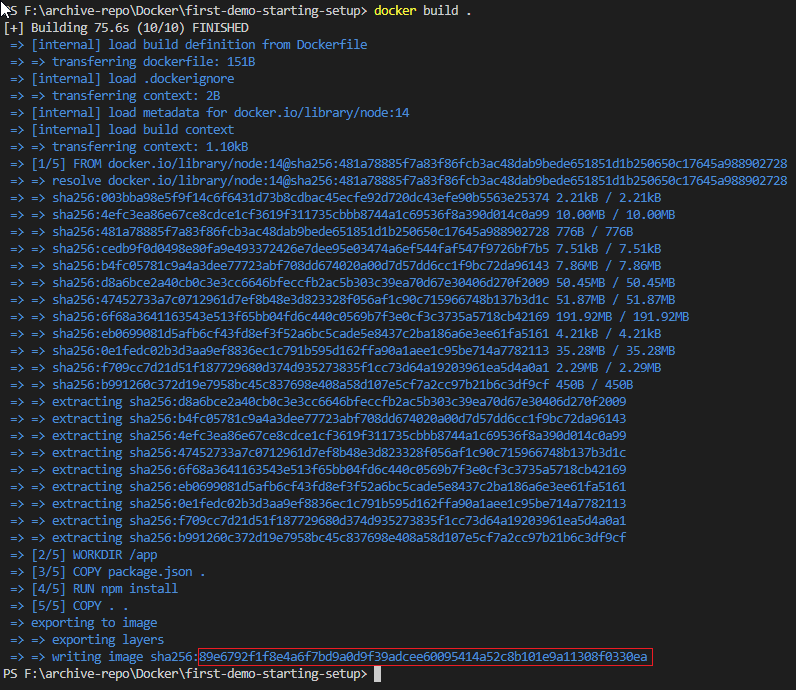 PS F:\archive-repo\Docker\first-demo-starting-setup> docker build .
[+] Building 75.6s (10/10) FINISHED
=> [internal] load build definition from Dockerfile
=> => transferring dockerfile: 151B
=> [internal] load .dockerignore
=> => transferring context: 2B
=> [internal] load metadata for docker.io/library/node:14
=> [internal] load build context
=> => transferring context: 1.10kB
=> [1/5] FROM docker.io/library/node:14@sha256:481a78885f7a83f86fcb3ac48dab9bede651851d1b250650c17645a988902728
=> => resolve docker.io/library/node:14@sha256:481a78885f7a83f86fcb3ac48dab9bede651851d1b250650c17645a988902728
=> => sha256:003bba98e5f9f14c6f6431d73b8cdbac45ecfe92d720dc43efe90b5563e25374 2.21kB / 2.21kB
=> => sha256:4efc3ea86e67ce8cdce1cf3619f311735cbbb8744a1c69536f8a390d014c0a99 10.00MB / 10.00MB
=> => sha256:481a78885f7a83f86fcb3ac48dab9bede651851d1b250650c17645a988902728 776B / 776B
=> => sha256:cedb9f0d0498e80fa9e493372426e7dee95e03474a6ef544faf547f9726bf7b5 7.51kB / 7.51kB
=> => sha256:b4fc05781c9a4a3dee77723abf708dd674020a00d7d57dd6cc1f9bc72da96143 7.86MB / 7.86MB
=> => sha256:d8a6bce2a40cb0c3e3cc6646bfeccfb2ac5b303c39ea70d67e30406d270f2009 50.45MB / 50.45MB
=> => sha256:47452733a7c0712961d7ef8b48e3d823328f056af1c90c715966748b137b3d1c 51.87MB / 51.87MB
=> => sha256:6f68a3641163543e513f65bb04fd6c440c0569b7f3e0cf3c3735a5718cb42169 191.92MB / 191.92MB
=> => sha256:eb0699081d5afb6cf43fd8ef3f52a6bc5cade5e8437c2ba186a6e3ee61fa5161 4.21kB / 4.21kB
=> => sha256:0e1fedc02b3d3aa9ef8836ec1c791b595d162ffa90a1aee1c95be714a7782113 35.28MB / 35.28MB
=> => sha256:f709cc7d21d51f187729680d374d935273835f1cc73d64a19203961ea5d4a0a1 2.29MB / 2.29MB
=> => sha256:b991260c372d19e7958bc45c837698e408a58d107e5cf7a2cc97b21b6c3df9cf 450B / 450B
=> => extracting sha256:d8a6bce2a40cb0c3e3cc6646bfeccfb2ac5b303c39ea70d67e30406d270f2009
=> => extracting sha256:b4fc05781c9a4a3dee77723abf708dd674020a00d7d57dd6cc1f9bc72da96143
=> => extracting sha256:4efc3ea86e67ce8cdce1cf3619f311735cbbb8744a1c69536f8a390d014c0a99
=> => extracting sha256:47452733a7c0712961d7ef8b48e3d823328f056af1c90c715966748b137b3d1c
=> => extracting sha256:6f68a3641163543e513f65bb04fd6c440c0569b7f3e0cf3c3735a5718cb42169
=> => extracting sha256:eb0699081d5afb6cf43fd8ef3f52a6bc5cade5e8437c2ba186a6e3ee61fa5161
=> => extracting sha256:0e1fedc02b3d3aa9ef8836ec1c791b595d162ffa90a1aee1c95be714a7782113
=> => extracting sha256:f709cc7d21d51f187729680d374d935273835f1cc73d64a19203961ea5d4a0a1
=> => extracting sha256:b991260c372d19e7958bc45c837698e408a58d107e5cf7a2cc97b21b6c3df9cf
=> [2/5] WORKDIR /app
=> [3/5] COPY package.json .
=> [4/5] RUN npm install
=> [5/5] COPY . .
=> exporting to image
=> => exporting layers
=> => writing image sha256:89e6792f1f8e4a6f7bd9a0d9f39adcee60095414a52c8b101e9a11308f0330ea
PS F:\archive-repo\Docker\first-demo-starting-setup>